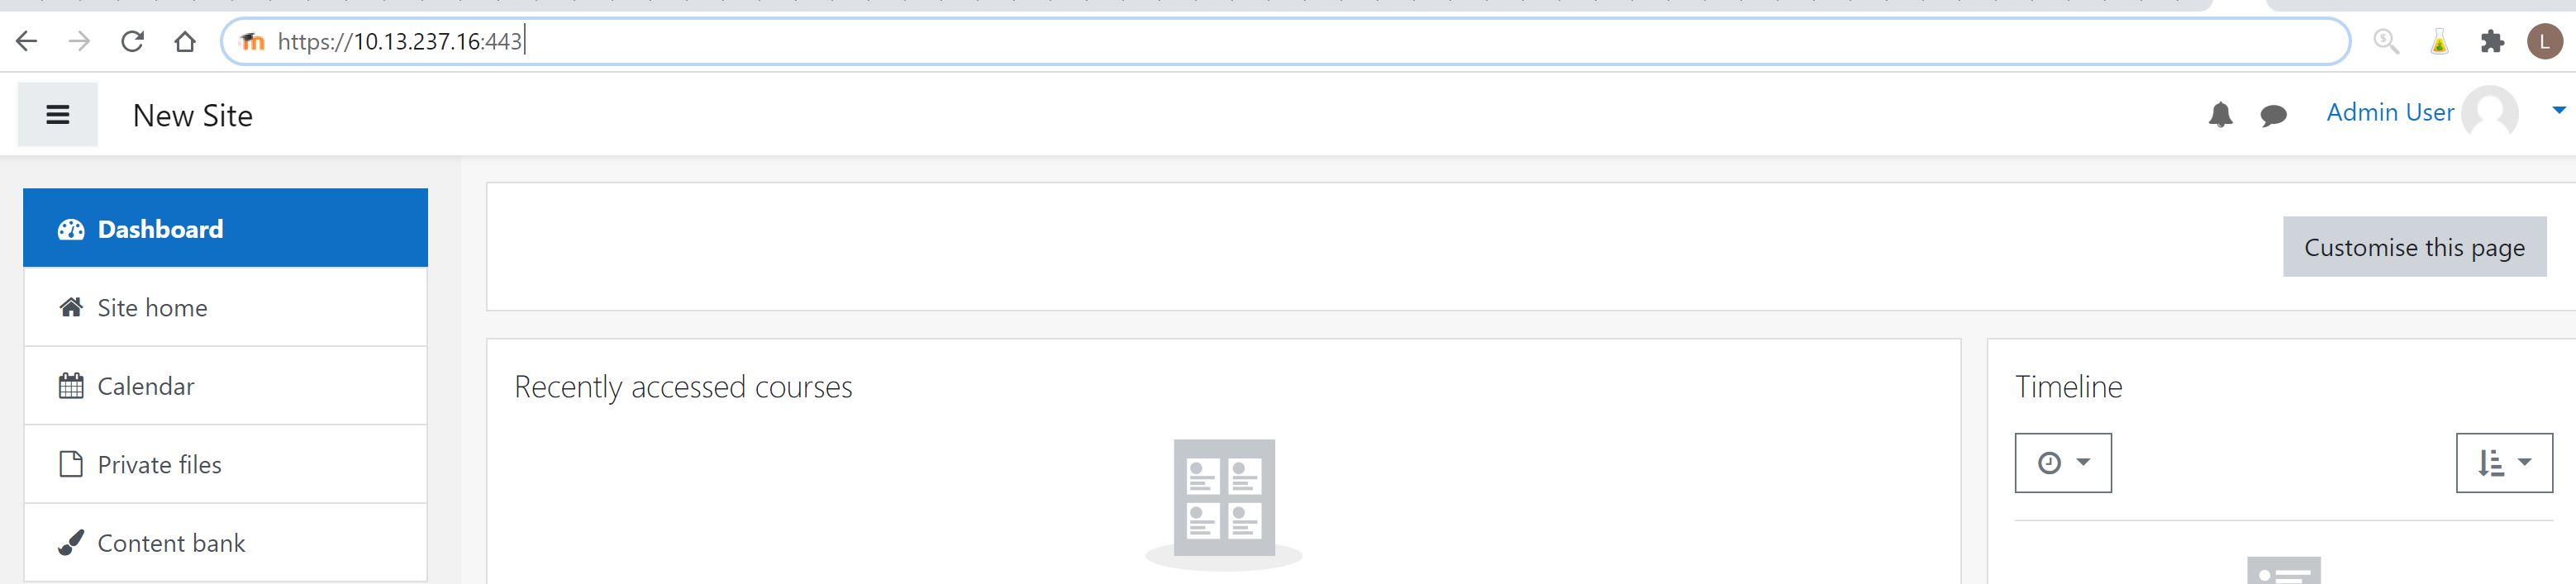 https://10.13.237.16:443
L
New Site
Admin User
Dashboard
Customise this page
Site home
Calendar
Recently accessed courses
Timeline
Private files
Content bank